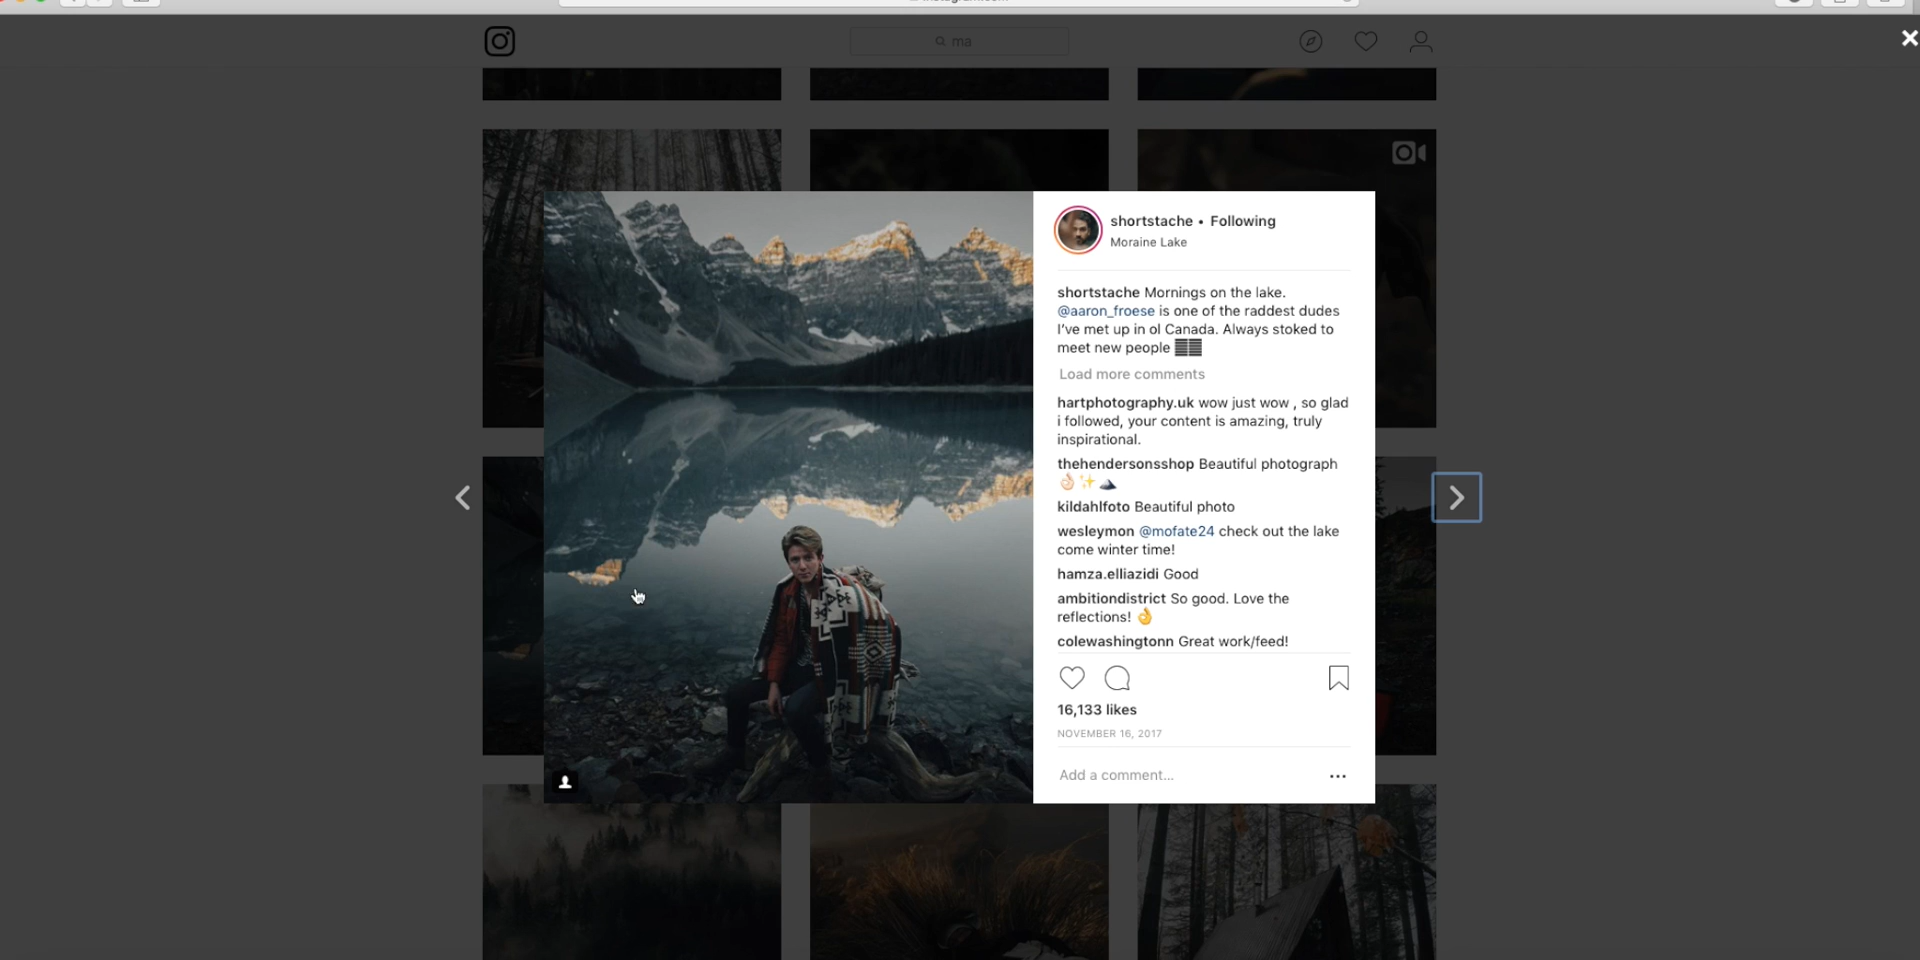 ma
shortstache • Following
Moraine Lake
shortstache Mornings on the lake.
@aaron_froese is one of the raddest dudes
I've met up in ol Canada. Always stoked to
meet new people
Load more comments
hartphotography.uk wow just wow , so glad
i followed, your content is amazing, truly
inspirational.
thehendersonsshop Beautiful photograph
👌🏻✨🏔
kildahlfoto Beautiful photo
wesleymon @mofate24 check out the lake
come winter time!
hamza.elliazidi Good
ambitiondistrict So good. Love the
reflections! 👌
colewashingtonn Great work/feed!
16,133 likes
NOVEMBER 16, 2017
Add a comment...